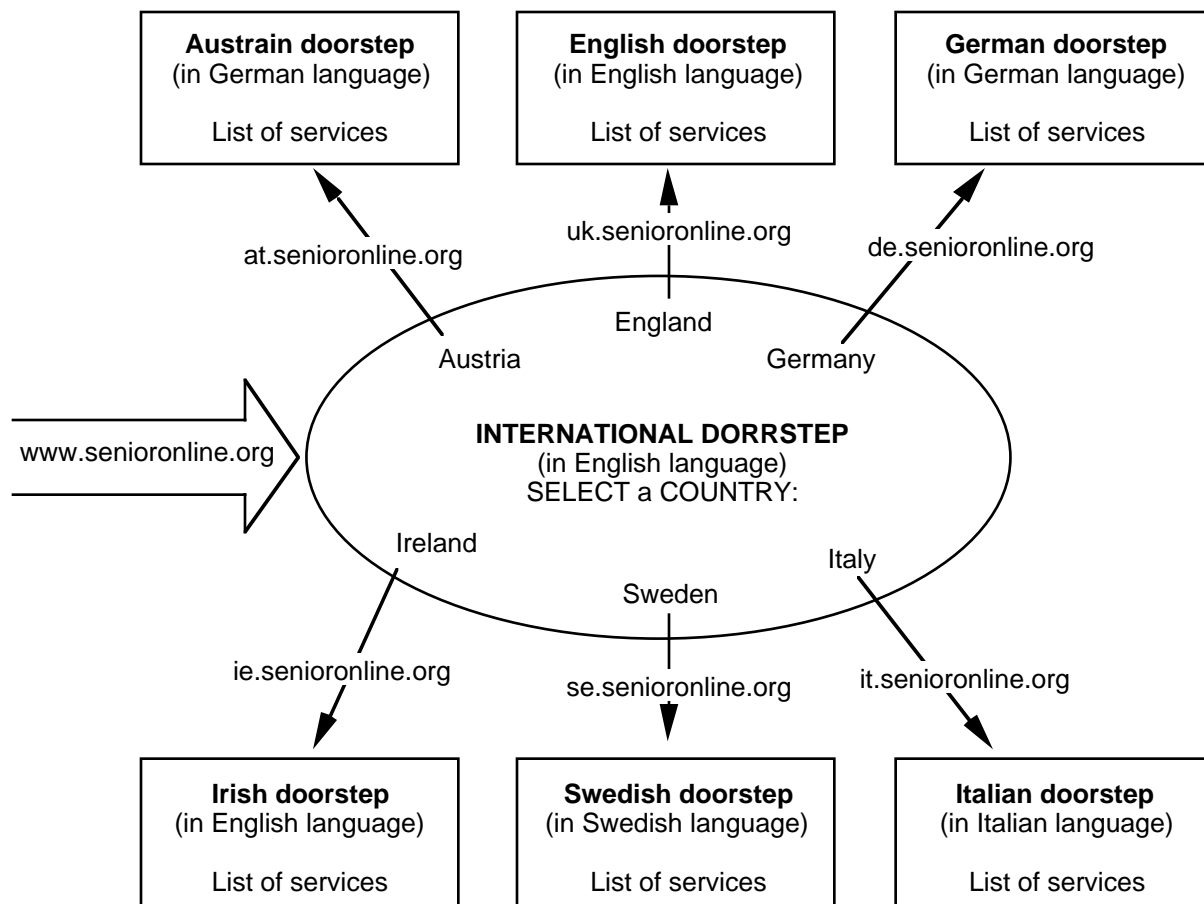 Austrain doorstep
(in German language)
List of services
English doorstep
(in English language)
List of services
German doorstep
(in German language)
List of services
at.senioronline.org
uk.senioronline.org
de.senioronline.org
Austria
England
Germany
www.senioronline.org
INTERNATIONAL DORRSTEP
(in English language)
SELECT a COUNTRY:
Ireland
Sweden
Italy
ie.senioronline.org
se.senioronline.org
it.senioronline.org
Irish doorstep
(in English language)
List of services
Swedish doorstep
(in Swedish language)
List of services
Italian doorstep
(in Italian language)
List of services